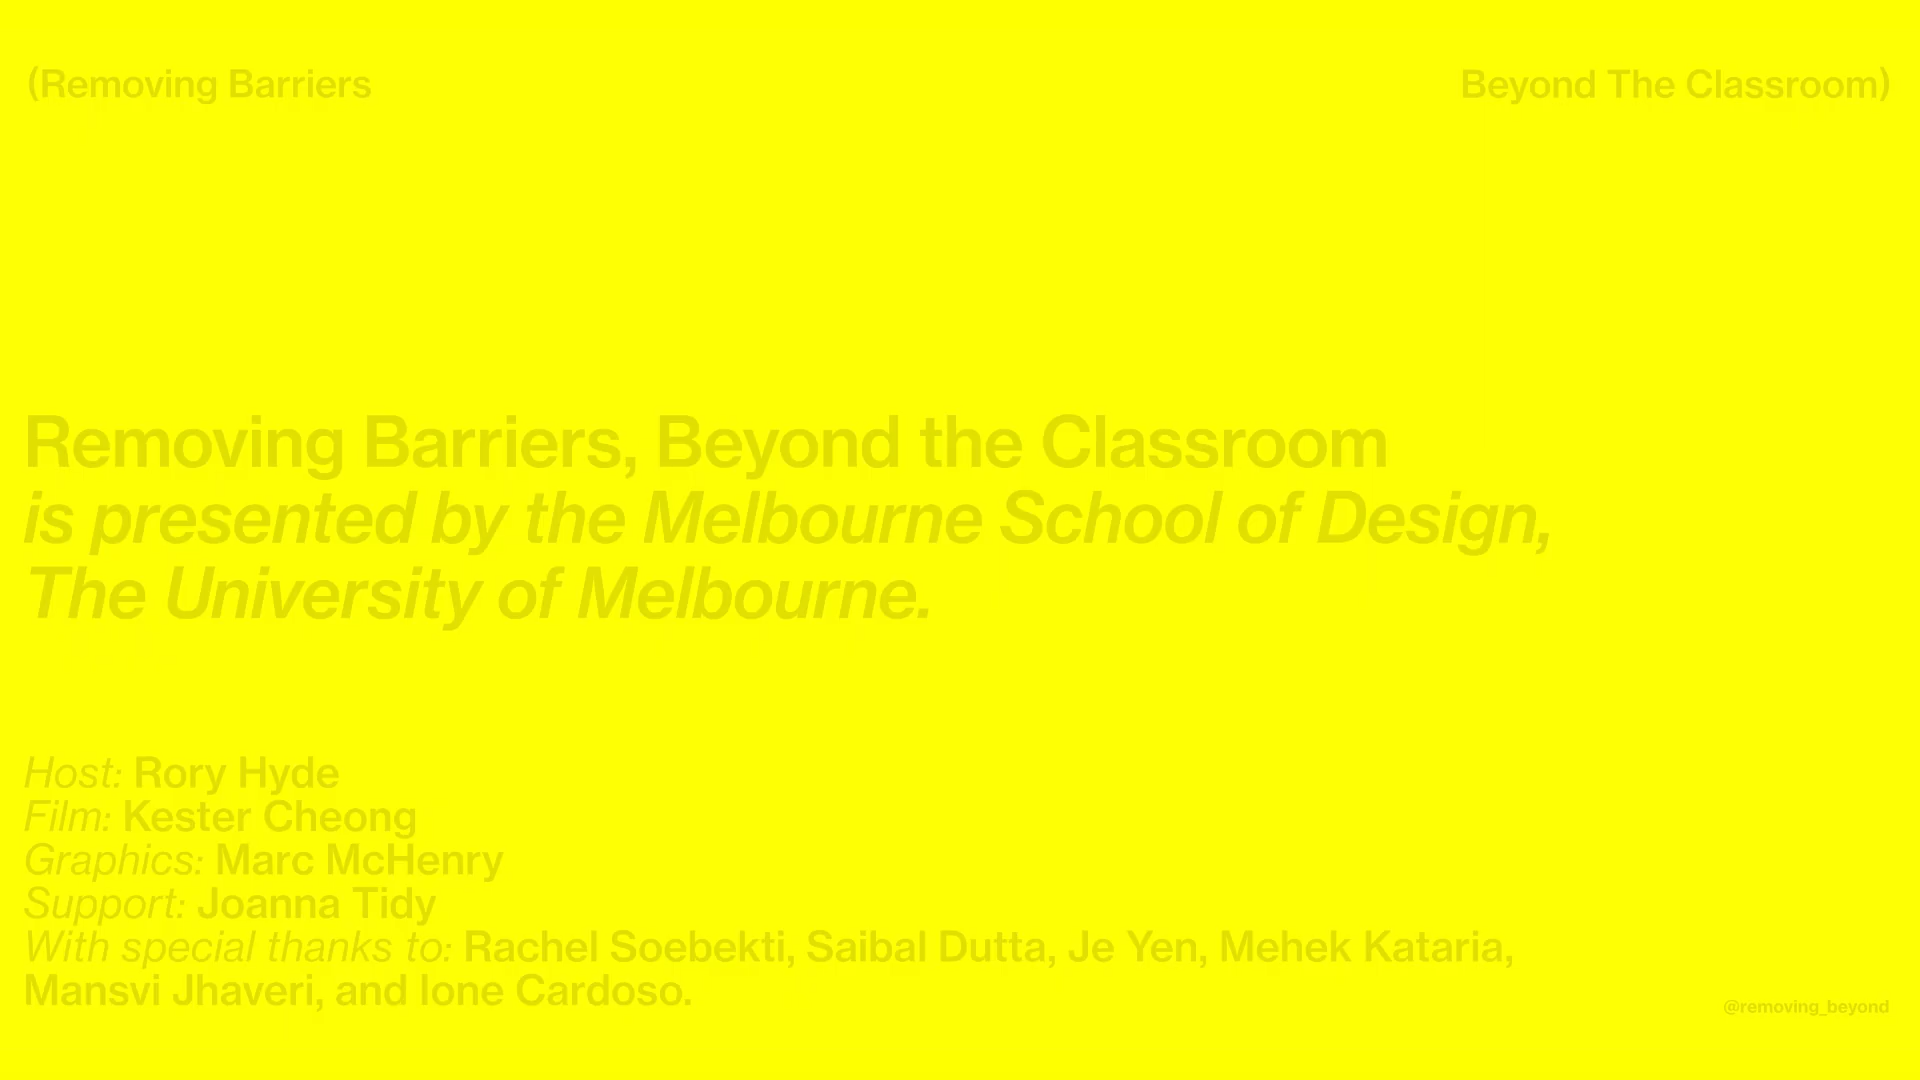 (Removing Barriers
Beyond The Classroom)
Removing Barriers, Beyond the Classroom
is presented by the Melbourne School of Design,
The University of Melbourne.
Host: Rory Hyde
Film: Kester Cheong
Graphics: Marc McHenry
Support: Joanna Tidy
With special thanks to: Rachel Soebekti, Saibal Dutta, Je Yen, Mehek Kataria,
Mansvi Jhaveri, and Ione Cardoso.
@removing_beyond